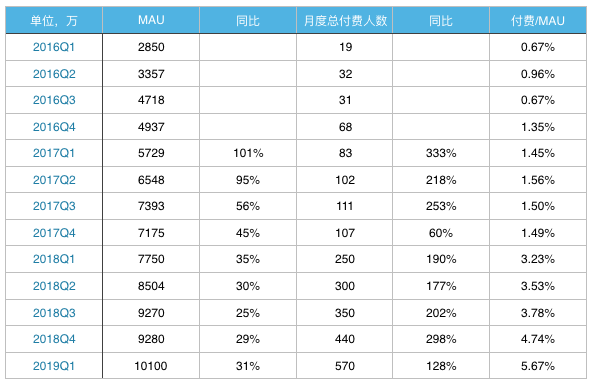 单位，万 MAU 同比 月度总付费人数 同比 付费/MAU
2016Q1 2850 19 0.67%
2016Q2 3357 32 0.96%
2016Q3 4718 31 0.67%
2016Q4 4937 68 1.35%
2017Q1 5729 101% 83 333% 1.45%
2017Q2 6548 95% 102 218% 1.56%
2017Q3 7393 56% 111 253% 1.50%
2017Q4 7175 45% 107 60% 1.49%
2018Q1 7750 35% 250 190% 3.23%
2018Q2 8504 30% 300 177% 3.53%
2018Q3 9270 25% 350 202% 3.78%
2018Q4 9280 29% 440 298% 4.74%
2019Q1 10100 31% 570 128% 5.67%